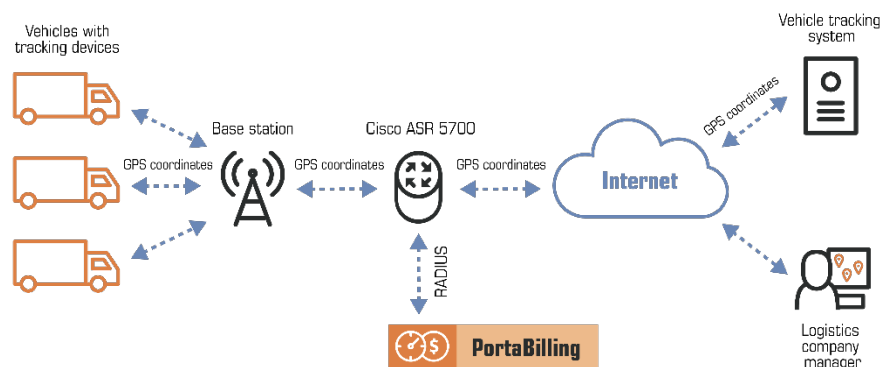 Vehicles with
tracking devices
Base station
Cisco ASR 5700
Vehicle tracking
system
GPS coordinates
GPS coordinates
GPS coordinates
GPS coordinates
Internet
RADIUS
$
PortaBilling
Logistics
company
manager